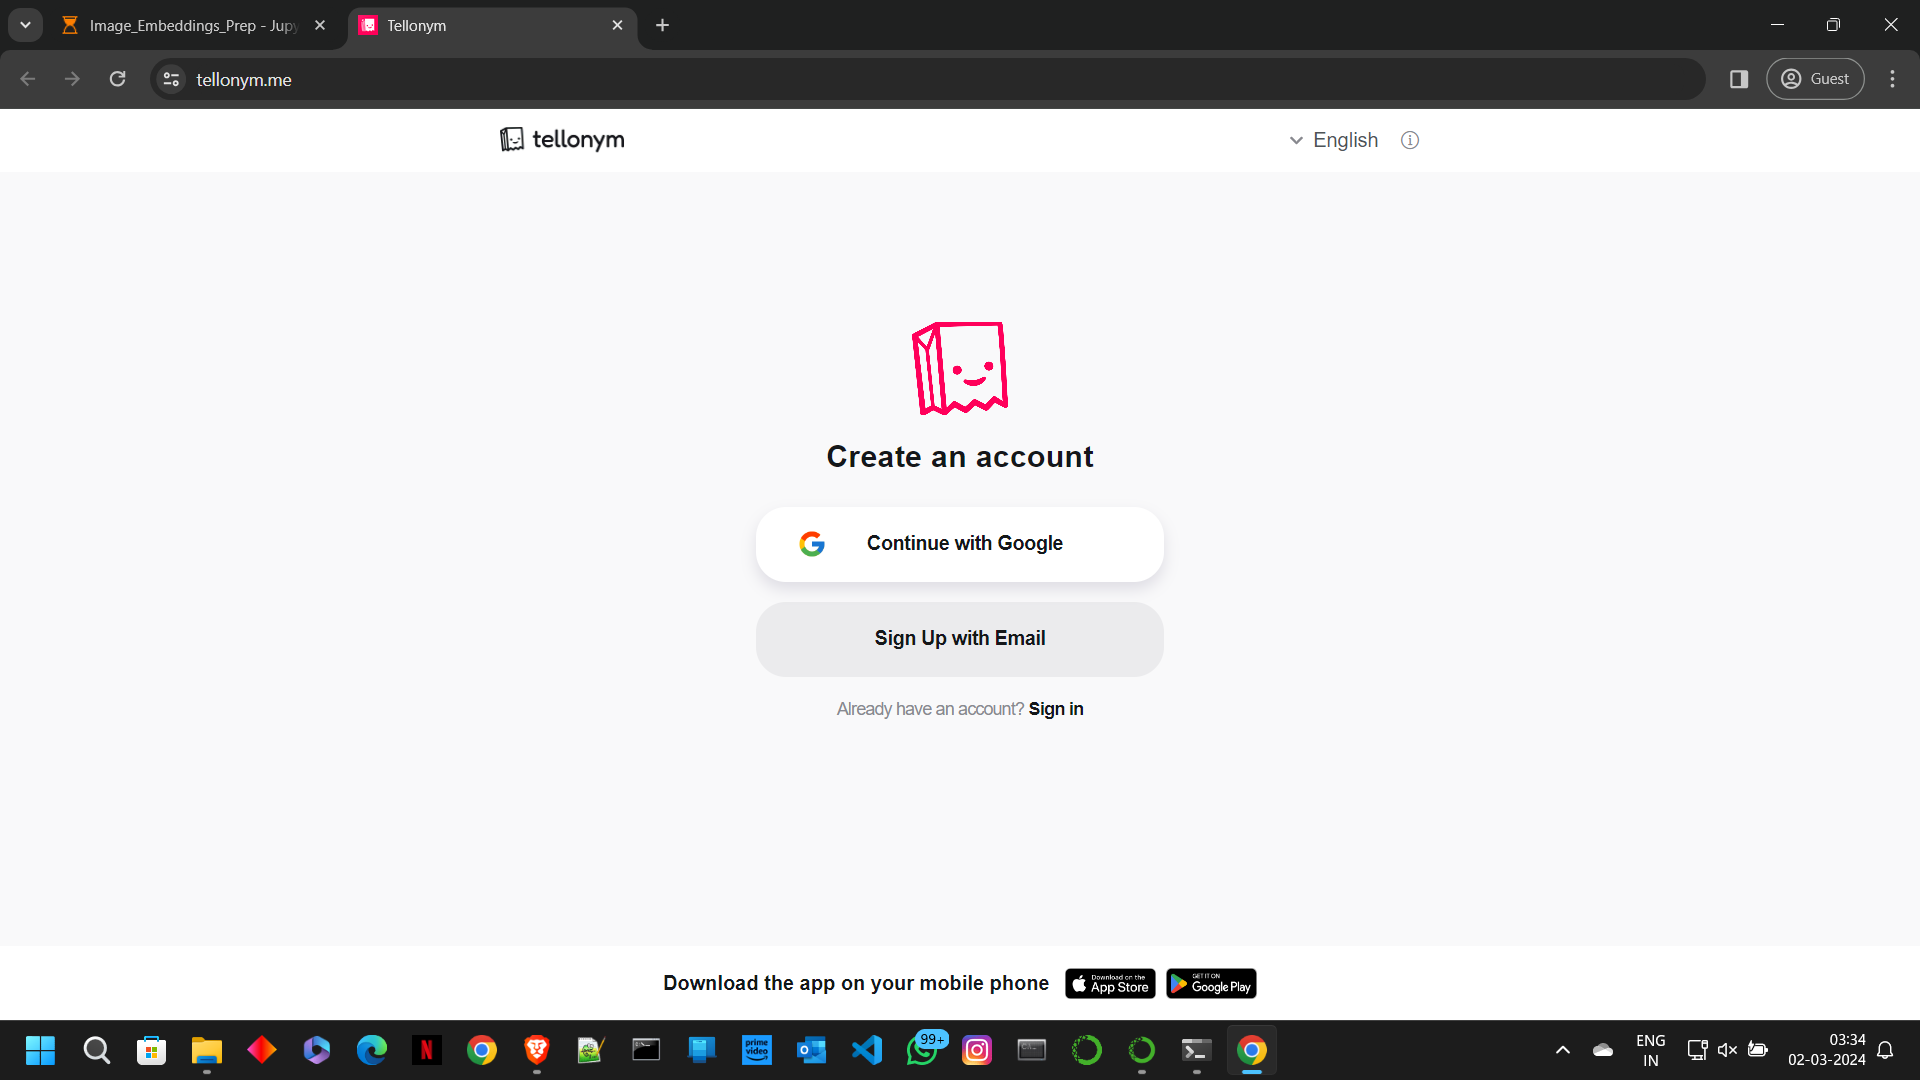 Image_Embeddings_Prep - Jupy
Tellonym
tellonym.me
Guest
tellonym
English
Create an account
Continue with Google
Sign Up with Email
Already have an account? Sign in
Download the app on your mobile phone
Download on the
App Store
GET IT ON
Google Play
prime
video
99+
ENG
IN
03:34
02-03-2024